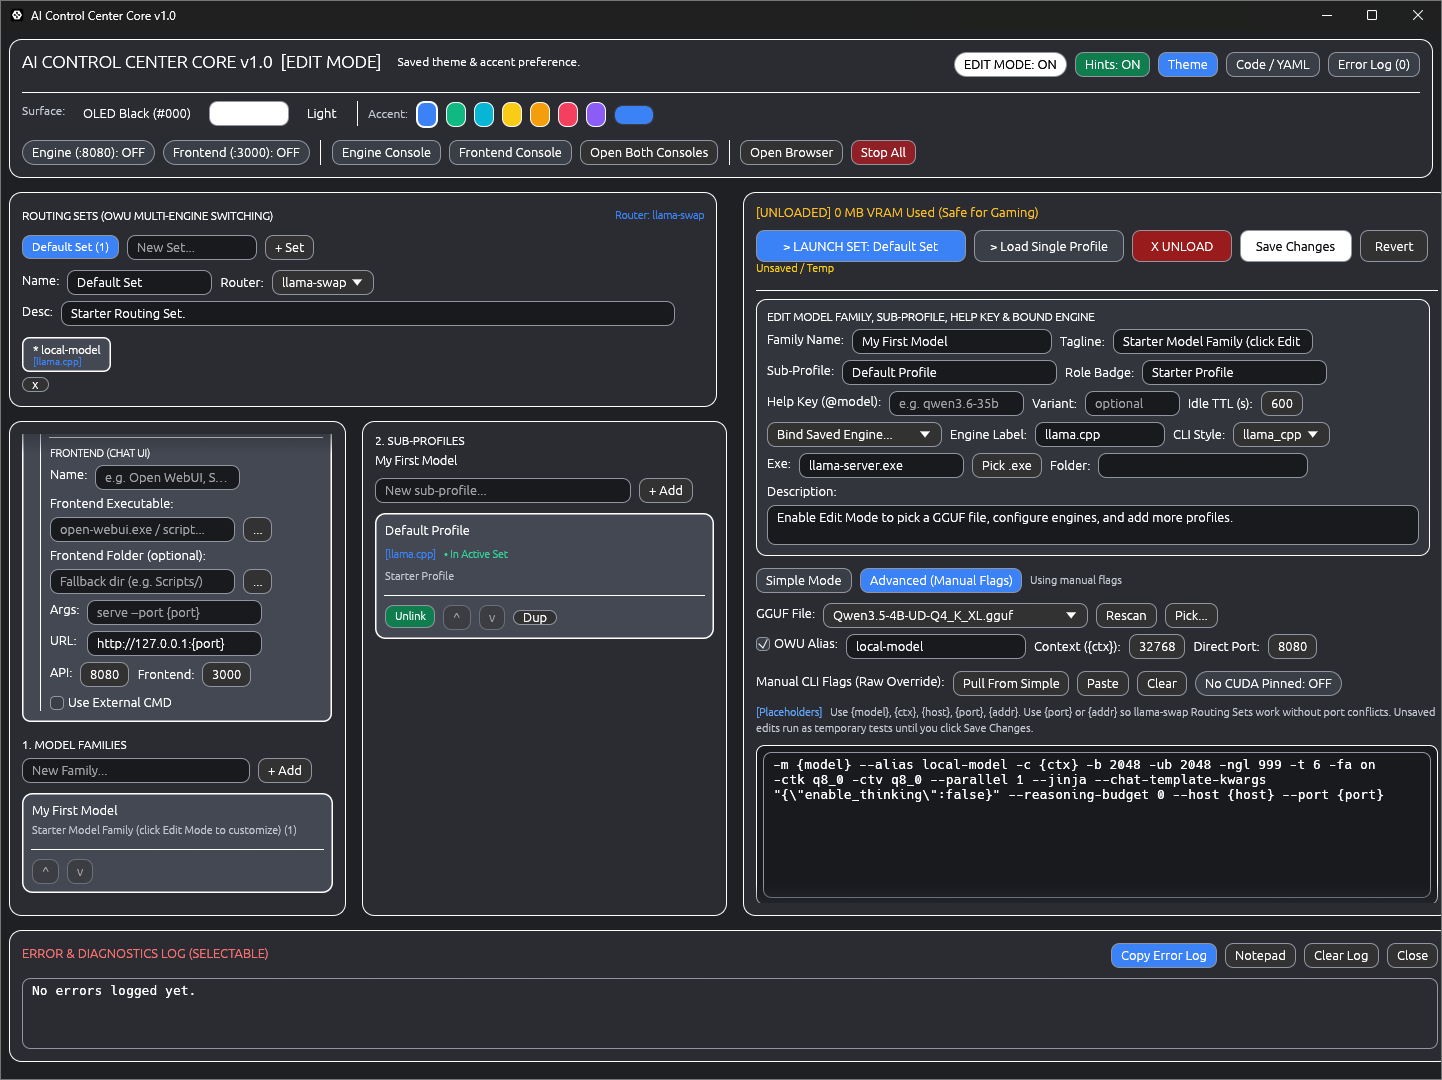 AI Control Center Core v1.0
AI CONTROL CENTER CORE v1.0 [EDIT MODE] Saved theme & accent preference.
EDIT MODE: ON Hints: ON Theme Code / YAML Error Log (0)
Surface: OLED Black (#000) Light Accent:
Engine (:8080): OFF Frontend (:3000): OFF Engine Console Frontend Console Open Both Consoles Open Browser Stop All
ROUTING SETS (OWU MULTI-ENGINE SWITCHING) Router: llama-swap
Default Set (1) New Set... + Set
Name: Default Set Router: llama-swap ▼
Desc: Starter Routing Set.
* local-model
[llama.cpp]
x
FRONTEND (CHAT UI)
Name: e.g. Open WebUI, S...
Frontend Executable:
open-webui.exe / script... ...
Frontend Folder (optional):
Fallback dir (e.g. Scripts/) ...
Args: serve --port {port}
URL: http://127.0.0.1:{port}
API: 8080 Frontend: 3000
Use External CMD
1. MODEL FAMILIES
New Family... + Add
My First Model
Starter Model Family (click Edit Mode to customize) (1)
^ v
2. SUB-PROFILES
My First Model
New sub-profile... + Add
Default Profile
[llama.cpp] • In Active Set
Starter Profile
Unlink ^ v Dup
[UNLOADED] 0 MB VRAM Used (Safe for Gaming)
> LAUNCH SET: Default Set > Load Single Profile X UNLOAD Save Changes Revert
Unsaved / Temp
EDIT MODEL FAMILY, SUB-PROFILE, HELP KEY & BOUND ENGINE
Family Name: My First Model Tagline: Starter Model Family (click Edit
Sub-Profile: Default Profile Role Badge: Starter Profile
Help Key (@model): e.g. qwen3.6-35b Variant: optional Idle TTL (s): 600
Bind Saved Engine... ▼ Engine Label: llama.cpp CLI Style: llama_cpp ▼
Exe: llama-server.exe Pick .exe Folder:
Description:
Enable Edit Mode to pick a GGUF file, configure engines, and add more profiles.
Simple Mode Advanced (Manual Flags) Using manual flags
GGUF File: Qwen3.5-4B-UD-Q4_K_XL.gguf ▼ Rescan Pick...
OWU Alias: local-model Context ({ctx}): 32768 Direct Port: 8080
Manual CLI Flags (Raw Override): Pull From Simple Paste Clear No CUDA Pinned: OFF
[Placeholders] Use {model}, {ctx}, {host}, {port}, {addr}. Use {port} or {addr} so llama-swap Routing Sets work without port conflicts. Unsaved
edits run as temporary tests until you click Save Changes.
-m {model} --alias local-model -c {ctx} -b 2048 -ub 2048 -ngl 999 -t 6 -fa on
-ctk q8_0 -ctv q8_0 --parallel 1 --jinja --chat-template-kwargs
"{\"enable_thinking\":false}" --reasoning-budget 0 --host {host} --port {port}
ERROR & DIAGNOSTICS LOG (SELECTABLE)
Copy Error Log Notepad Clear Log Close
No errors logged yet.